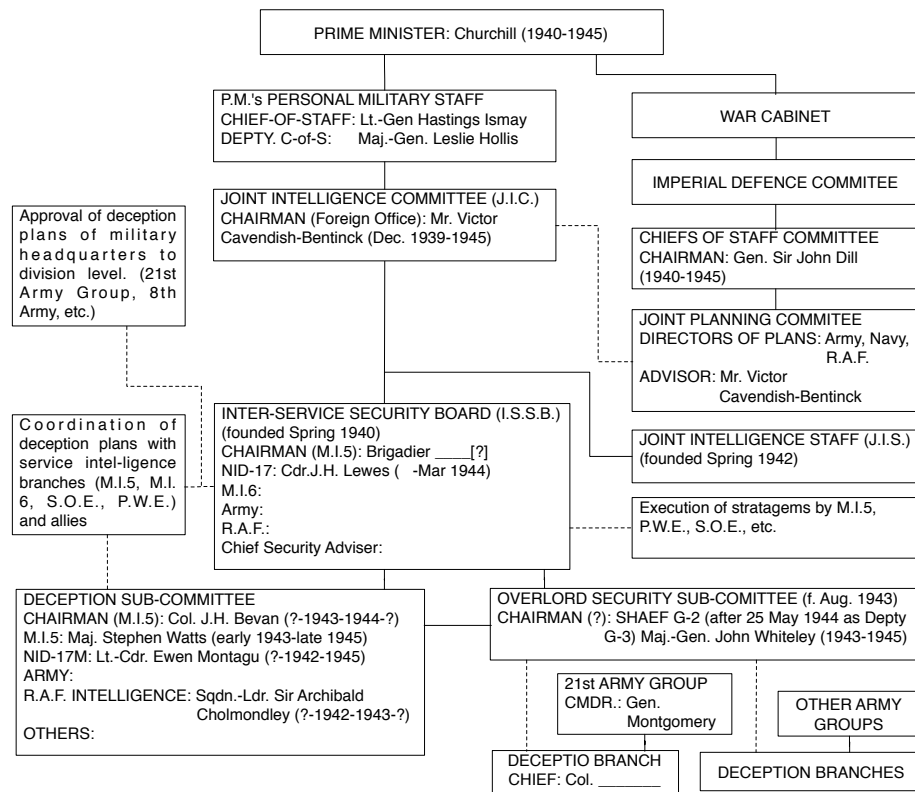 PRIME MINISTER: Churchill (1940-1945)
P.M.'s PERSONAL MILITARY STAFF
CHIEF-OF-STAFF: Lt.-Gen Hastings Ismay
DEPTY. C-of-S: Maj.-Gen. Leslie Hollis
WAR CABINET
IMPERIAL DEFENCE COMMITEE
JOINT INTELLIGENCE COMMITTEE (J.I.C.)
CHAIRMAN (Foreign Office): Mr. Victor
Cavendish-Bentinck (Dec. 1939-1945)
Approval of deception
plans of military
headquarters to
division level. (21st
Army Group, 8th
Army, etc.)
CHIEFS OF STAFF COMMITTEE
CHAIRMAN: Gen. Sir John Dill
(1940-1945)
JOINT PLANNING COMMITEE
DIRECTORS OF PLANS: Army, Navy,
R.A.F.
ADVISOR: Mr. Victor
Cavendish-Bentinck
INTER-SERVICE SECURITY BOARD (I.S.S.B.)
(founded Spring 1940)
CHAIRMAN (M.I.5): Brigadier ____[?]
NID-17: Cdr.J.H. Lewes ( -Mar 1944)
M.I.6:
Army:
R.A.F.:
Chief Security Adviser:
Coordination of
deception plans with
service intel-ligence
branches (M.I.5, M.I.
6, S.O.E., P.W.E.)
and allies
JOINT INTELLIGENCE STAFF (J.I.S.)
(founded Spring 1942)
Execution of stratagems by M.I.5,
P.W.E., S.O.E., etc.
DECEPTION SUB-COMMITTEE
CHAIRMAN (M.I.5): Col. J.H. Bevan (?-1943-1944-?)
M.I.5: Maj. Stephen Watts (early 1943-late 1945)
NID-17M: Lt.-Cdr. Ewen Montagu (?-1942-1945)
ARMY:
R.A.F. INTELLIGENCE: Sqdn.-Ldr. Sir Archibald
Cholmondley (?-1942-1943-?)
OTHERS:
OVERLORD SECURITY SUB-COMITTEE (f. Aug. 1943)
CHAIRMAN (?): SHAEF G-2 (after 25 May 1944 as Depty
G-3) Maj.-Gen. John Whiteley (1943-1945)
21st ARMY GROUP
CMDR.: Gen.
Montgomery
OTHER ARMY
GROUPS
DECEPTIO BRANCH
CHIEF: Col. _______
DECEPTION BRANCHES